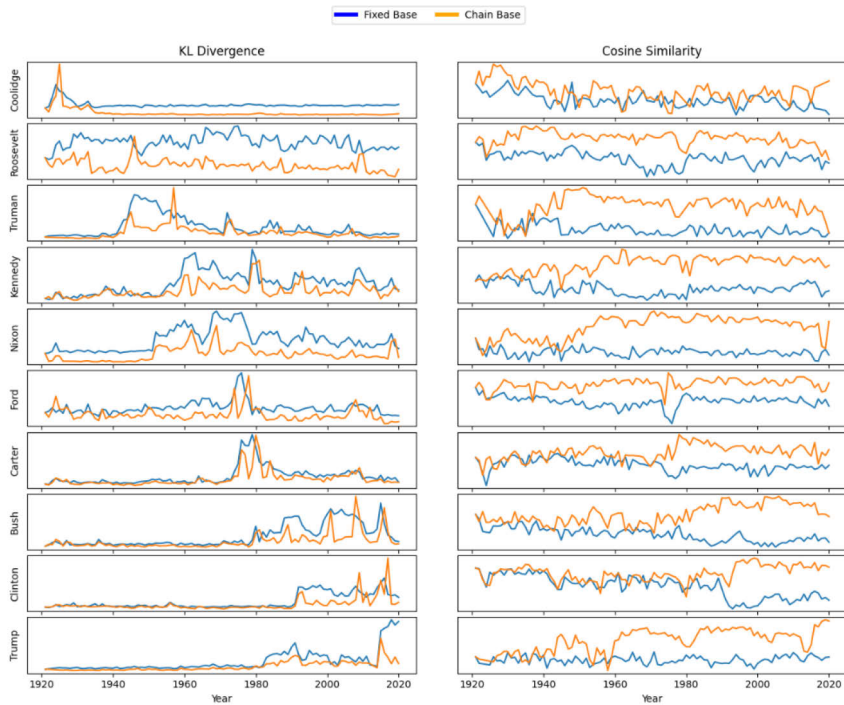 Fixed Base Chain Base
KL Divergence Cosine Similarity
Coolidge
Roosevelt
Truman
Kennedy
Nixon
Ford
Carter
Bush
Clinton
Trump
1920 1940 1960 1980 2000 2020 1920 1940 1960 1980 2000 2020
Year Year